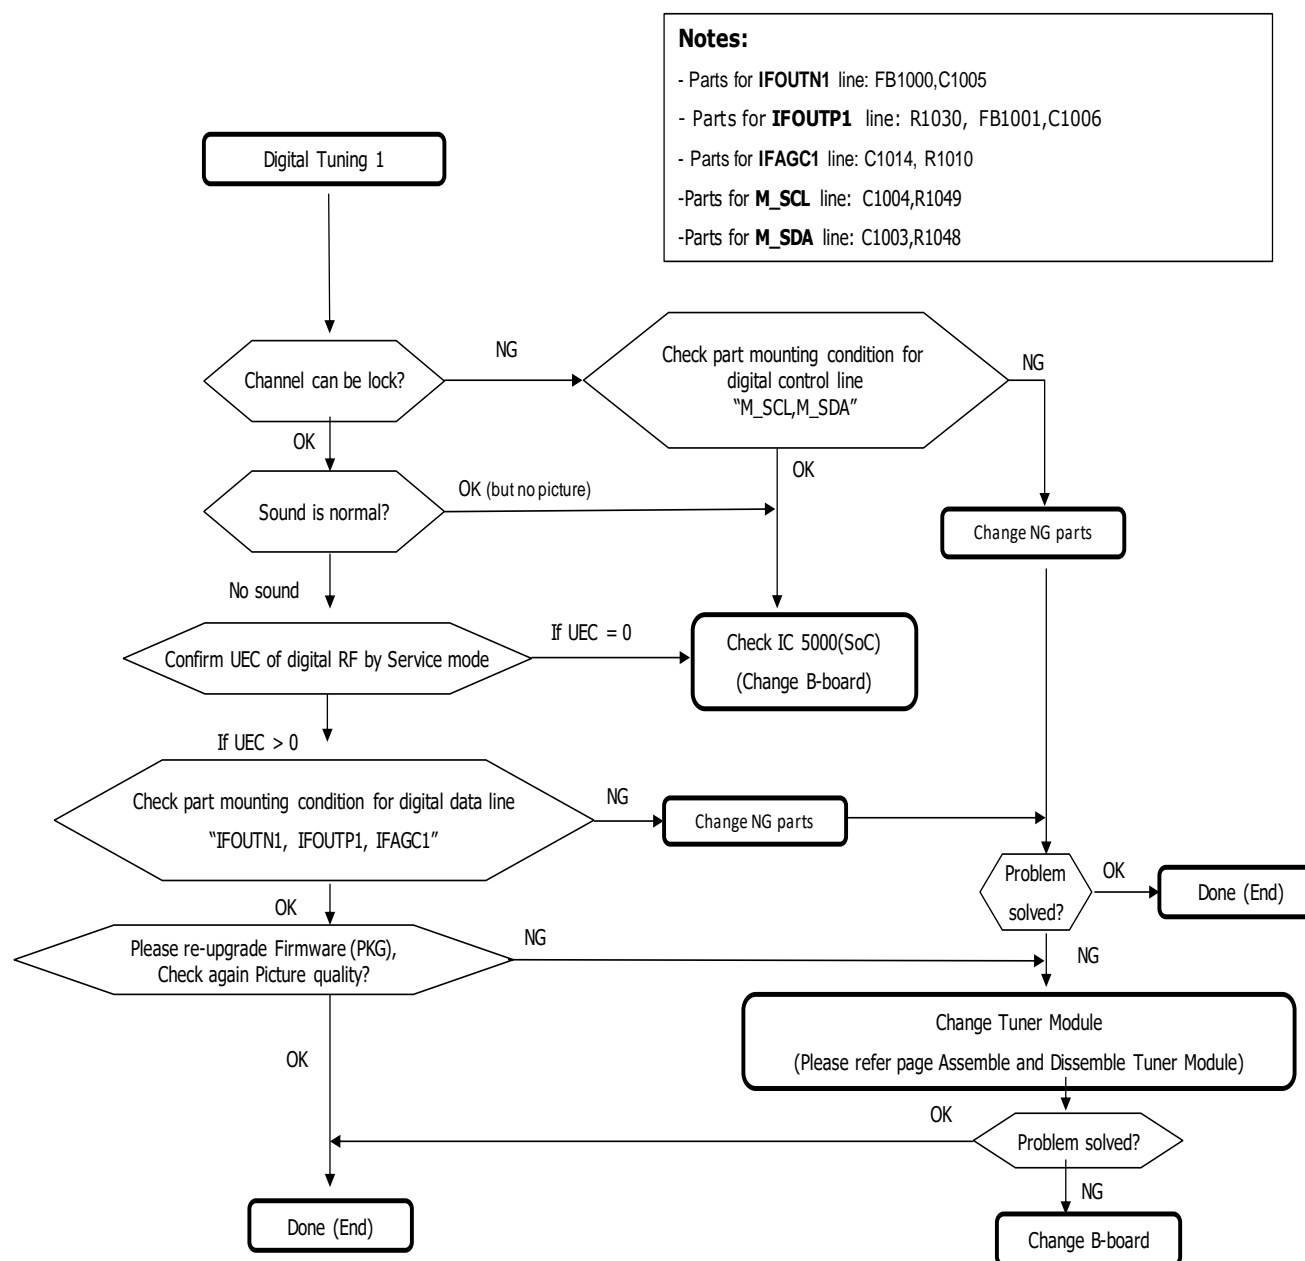 Notes:
- Parts for IFOUTN1 line: FB1000,C1005
- Parts for IFOUTP1 line: R1030, FB1001,C1006
- Parts for IFAGC1 line: C1014, R1010
-Parts for M_SCL line: C1004,R1049
-Parts for M_SDA line: C1003,R1048
Digital Tuning 1
Channel can be lock?
NG
Check part mounting condition for
digital control line
“M_SCL,M_SDA”
NG
OK
OK
Sound is normal?
OK (but no picture)
Change NG parts
No sound
Confirm UEC of digital RF by Service mode
If UEC = 0
Check IC 5000(SoC)
(Change B-board)
If UEC > 0
Check part mounting condition for digital data line
“IFOUTN1, IFOUTP1, IFAGC1”
NG
Change NG parts
Problem
solved?
OK
Done (End)
OK
Please re-upgrade Firmware (PKG),
Check again Picture quality?
NG
NG
Change Tuner Module
(Please refer page Assemble and Dissemble Tuner Module)
OK
OK
Problem solved?
NG
Done (End)
Change B-board